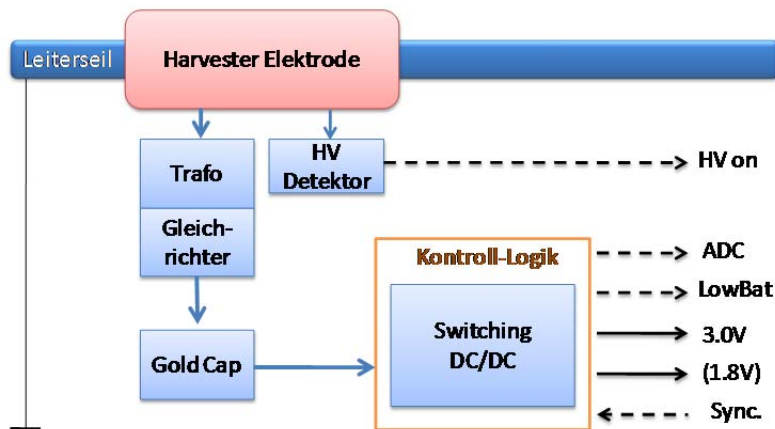 Leiterseil
Harvester Elektrode
Trafo
HV
Detektor
HV on
Gleich-
richter
Kontroll-Logik
ADC
LowBat
Switching
DC/DC
3.0V
Gold Cap
(1.8V)
Sync.